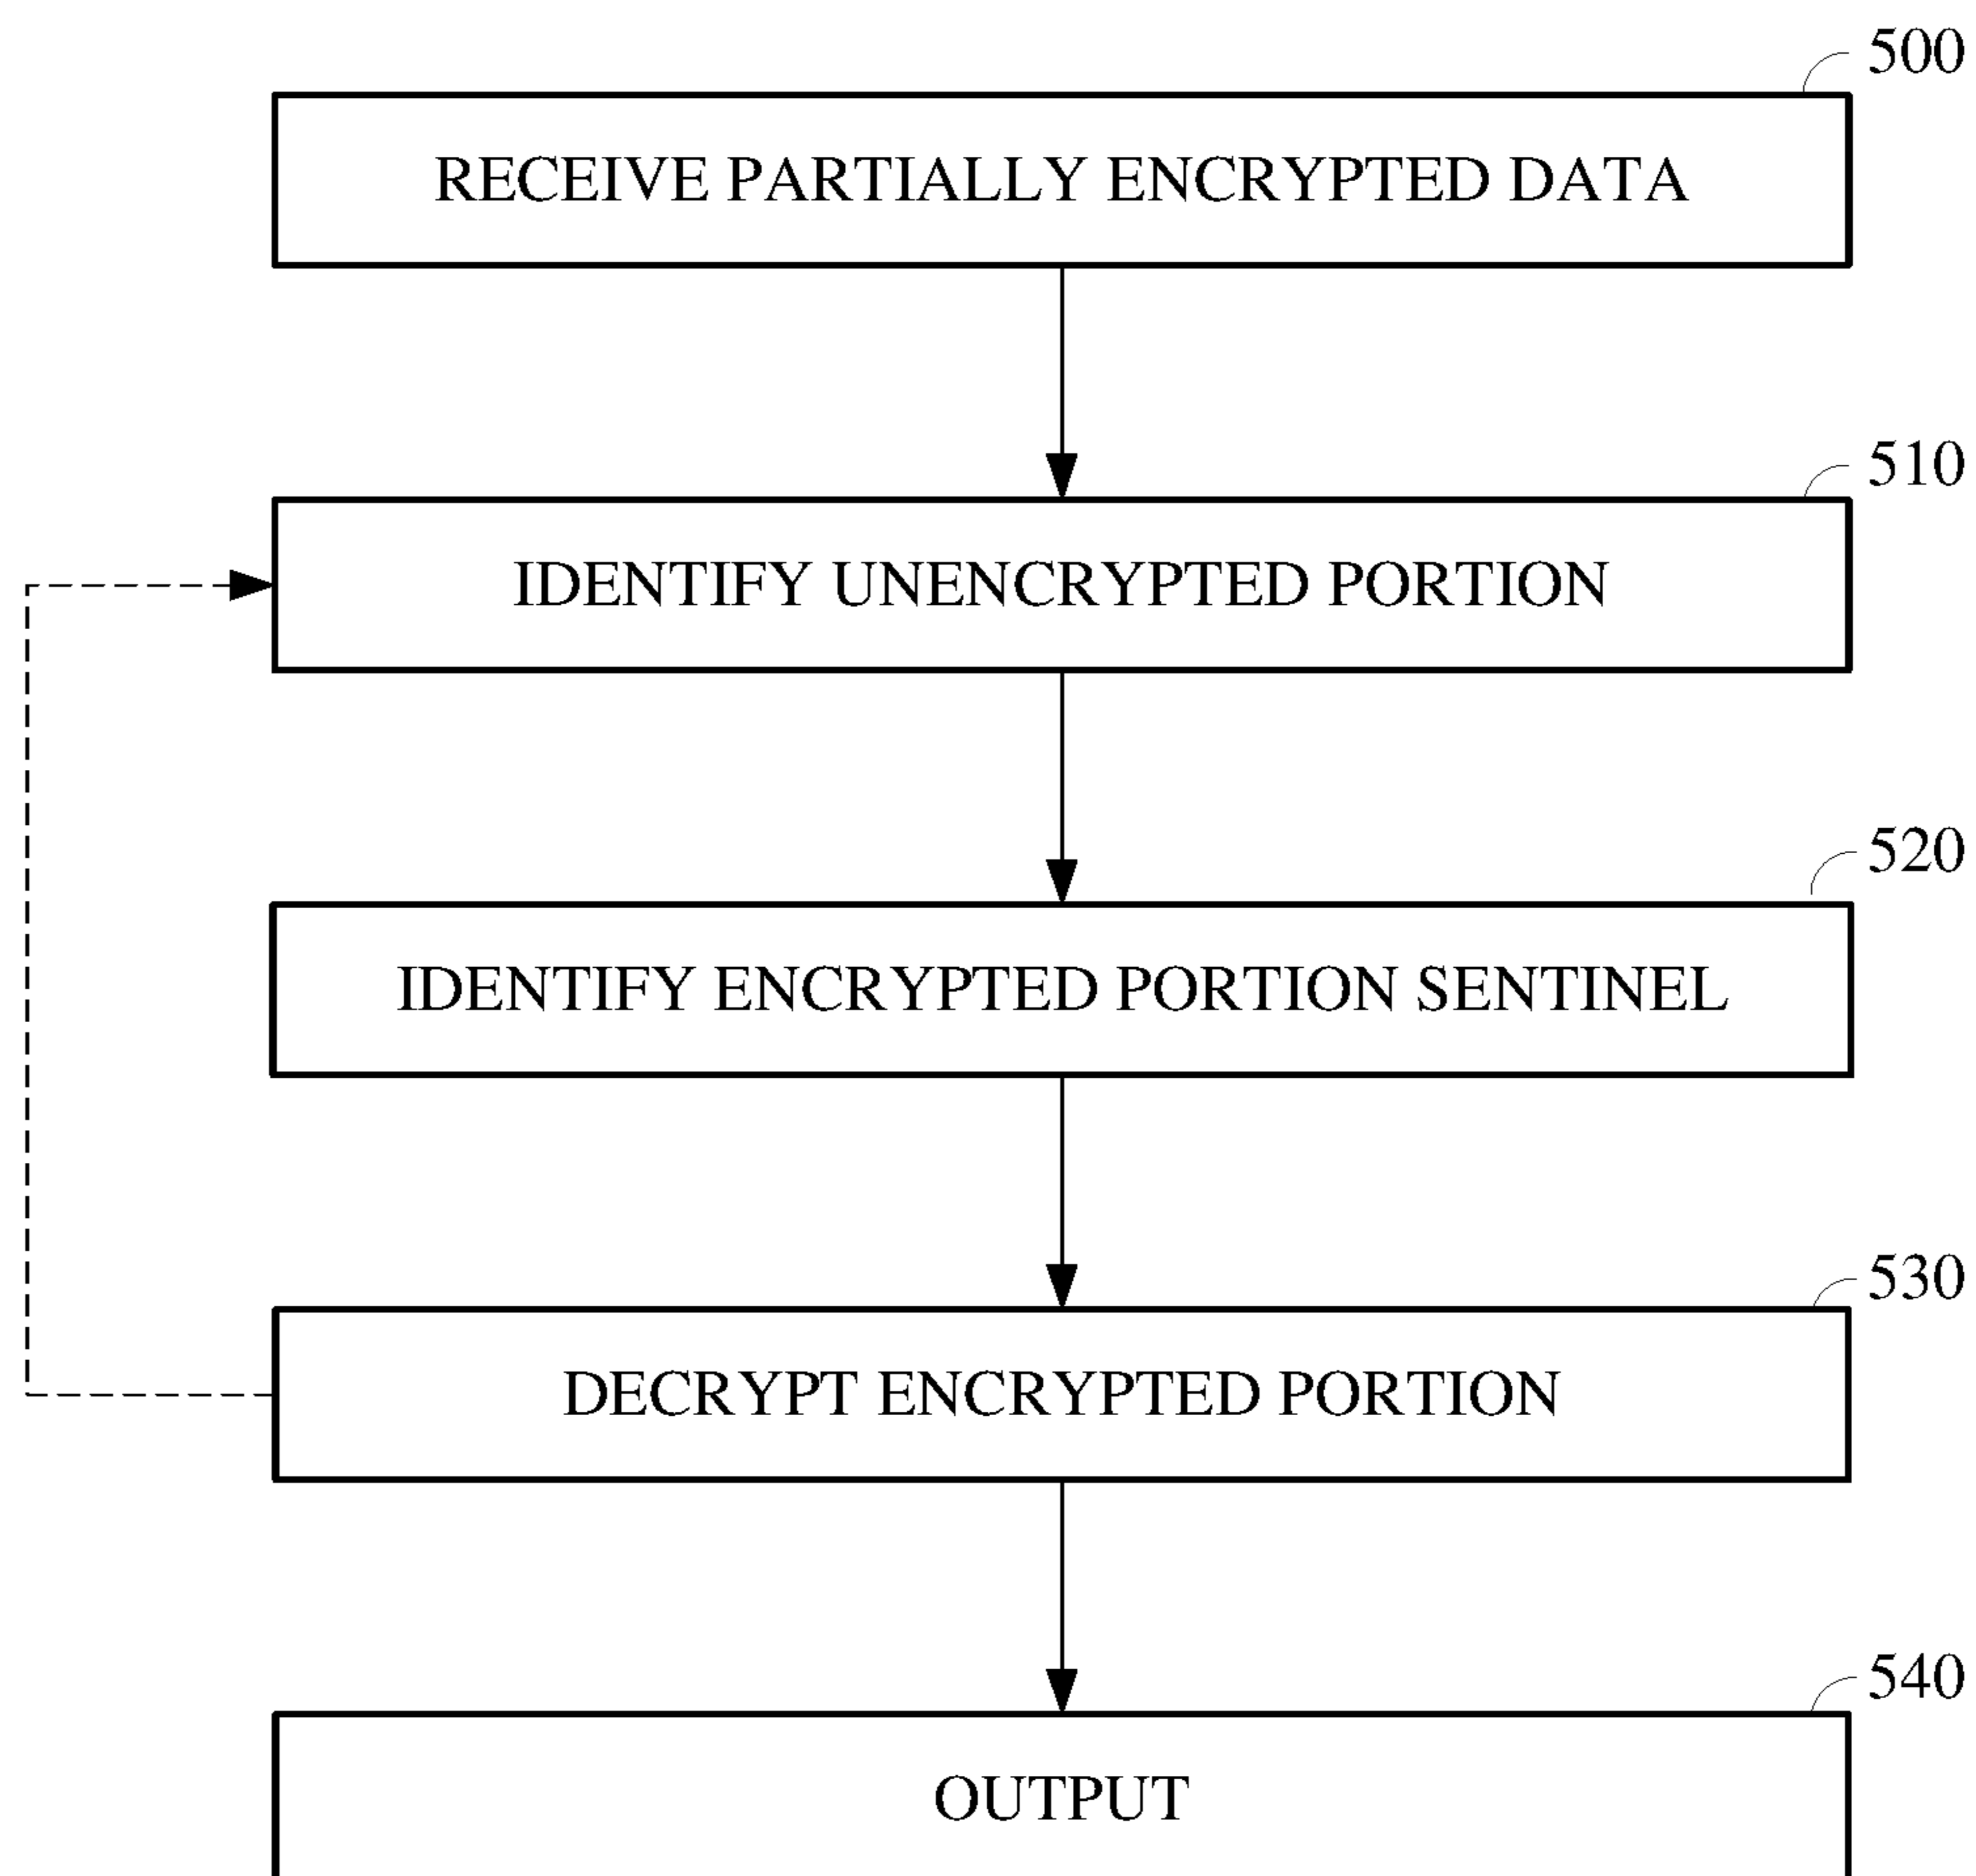 500
RECEIVE PARTIALLY ENCRYPTED DATA
510
IDENTIFY UNENCRYPTED PORTION
520
IDENTIFY ENCRYPTED PORTION SENTINEL
530
DECRYPT ENCRYPTED PORTION
540
OUTPUT